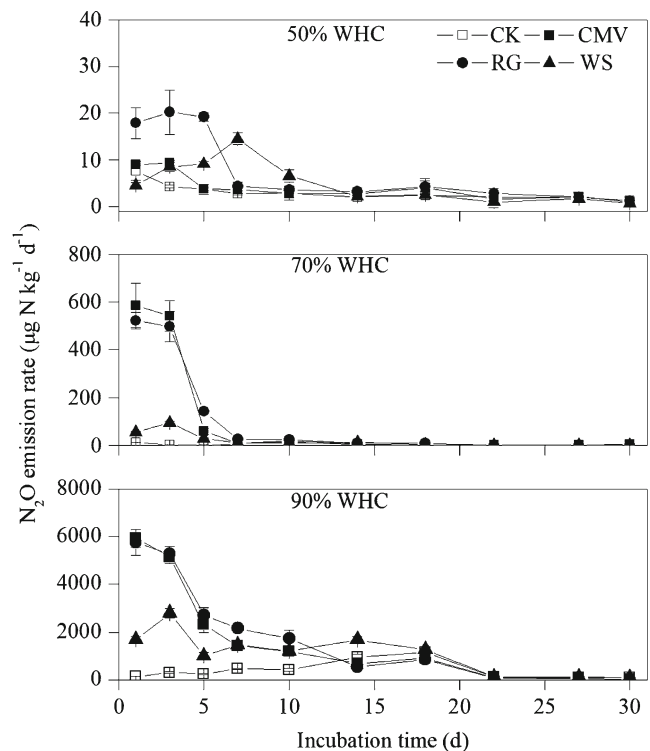 50% WHC
CK
CMV
RG
WS
40
30
20
10
0
70% WHC
800
600
400
200
0
90% WHC
8000
6000
4000
2000
0
N₂O emission rate (µg N kg⁻¹ d⁻¹)
0 5 10 15 20 25 30
Incubation time (d)